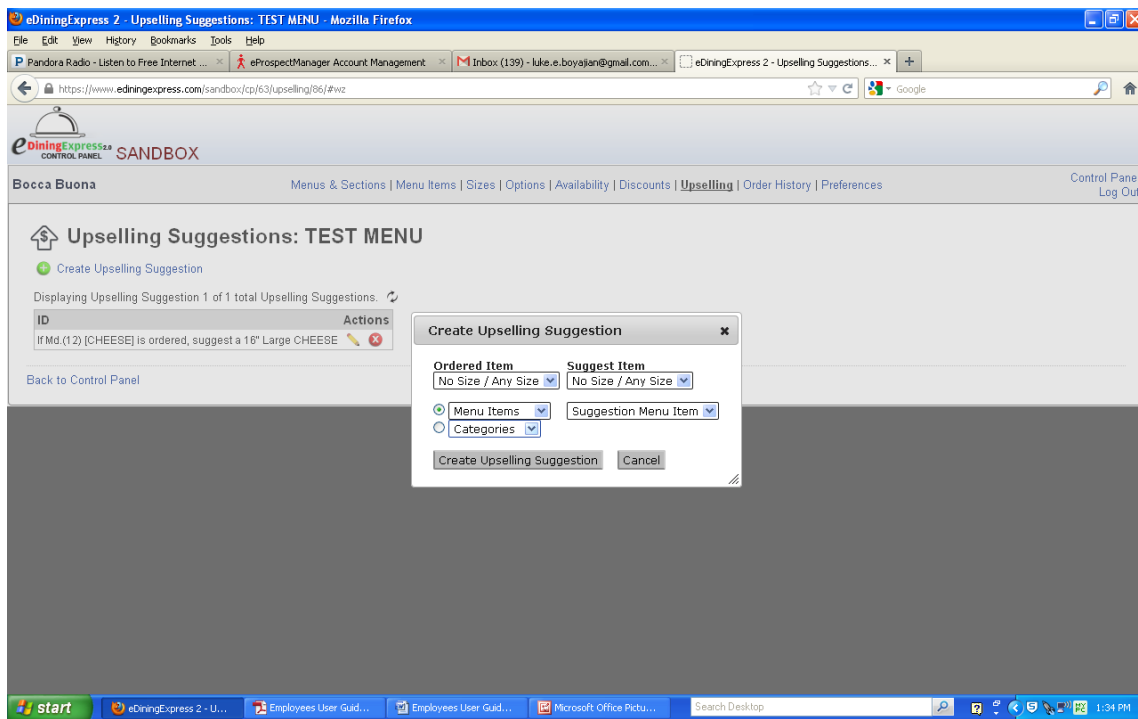 eDiningExpress 2 - Upselling Suggestions: TEST MENU - Mozilla Firefox
File Edit View History Bookmarks Tools Help
Pandora Radio - Listen to Free Internet ... eProspectManager Account Management Inbox (139) - luke.e.boyajian@gmail.com... eDiningExpress 2 - Upselling Suggestions...
https://www.ediningexpress.com/sandbox/cp/63/upselling/86/#wz Google
eDiningExpress 2.0
CONTROL PANEL SANDBOX
Bocca Buona Menus & Sections | Menu Items | Sizes | Options | Availability | Discounts | Upselling | Order History | Preferences Control Pane
Log Out
Upselling Suggestions: TEST MENU
Create Upselling Suggestion
Displaying Upselling Suggestion 1 of 1 total Upselling Suggestions.
ID Actions
If Md.(12) [CHEESE] is ordered, suggest a 16" Large CHEESE
Back to Control Panel
Create Upselling Suggestion
Ordered Item Suggest Item
No Size / Any Size No Size / Any Size
Menu Items Suggestion Menu Item
Categories
Create Upselling Suggestion Cancel
start eDiningExpress 2 - U... Employees User Guid... Employees User Guid... Microsoft Office Pictu... Search Desktop 1:34 PM